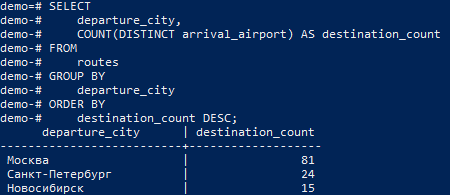 demo=# SELECT
demo-#     departure_city,
demo-#     COUNT(DISTINCT arrival_airport) AS destination_count
demo-# FROM
demo-#     routes
demo-# GROUP BY
demo-#     departure_city
demo-# ORDER BY
demo-#     destination_count DESC;
      departure_city      | destination_count
--------------------------+-------------------
 Москва                   |                81
 Санкт-Петербург          |                24
 Новосибирск              |                15